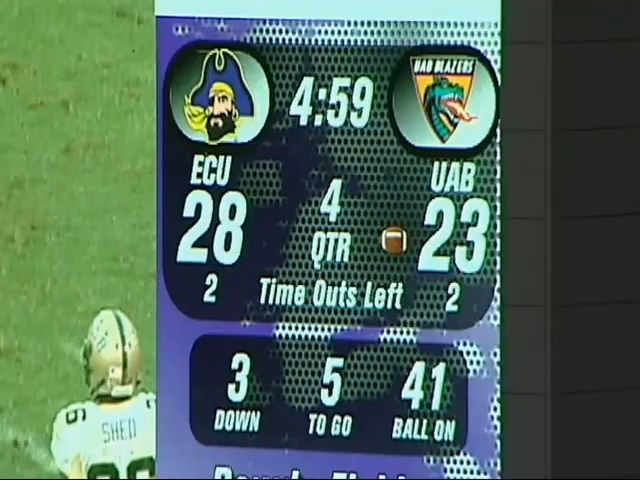 UAB BLAZERS
4:59
ECU
UAB
28
4
23
QTR
2
Time Outs Left
2
3
5
41
DOWN
TO GO
BALL ON
SHED